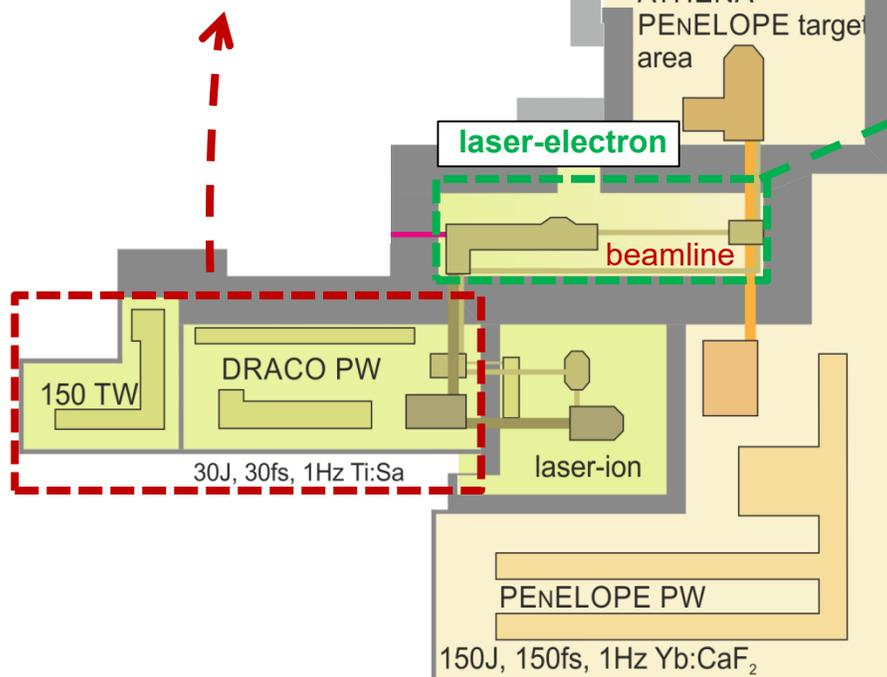 ATHENA
PENELOPE target
area
laser-electron
beamline
DRACO PW
150 TW
30J, 30fs, 1Hz Ti:Sa
laser-ion
PENELOPE PW
150J, 150fs, 1Hz Yb:CaF₂